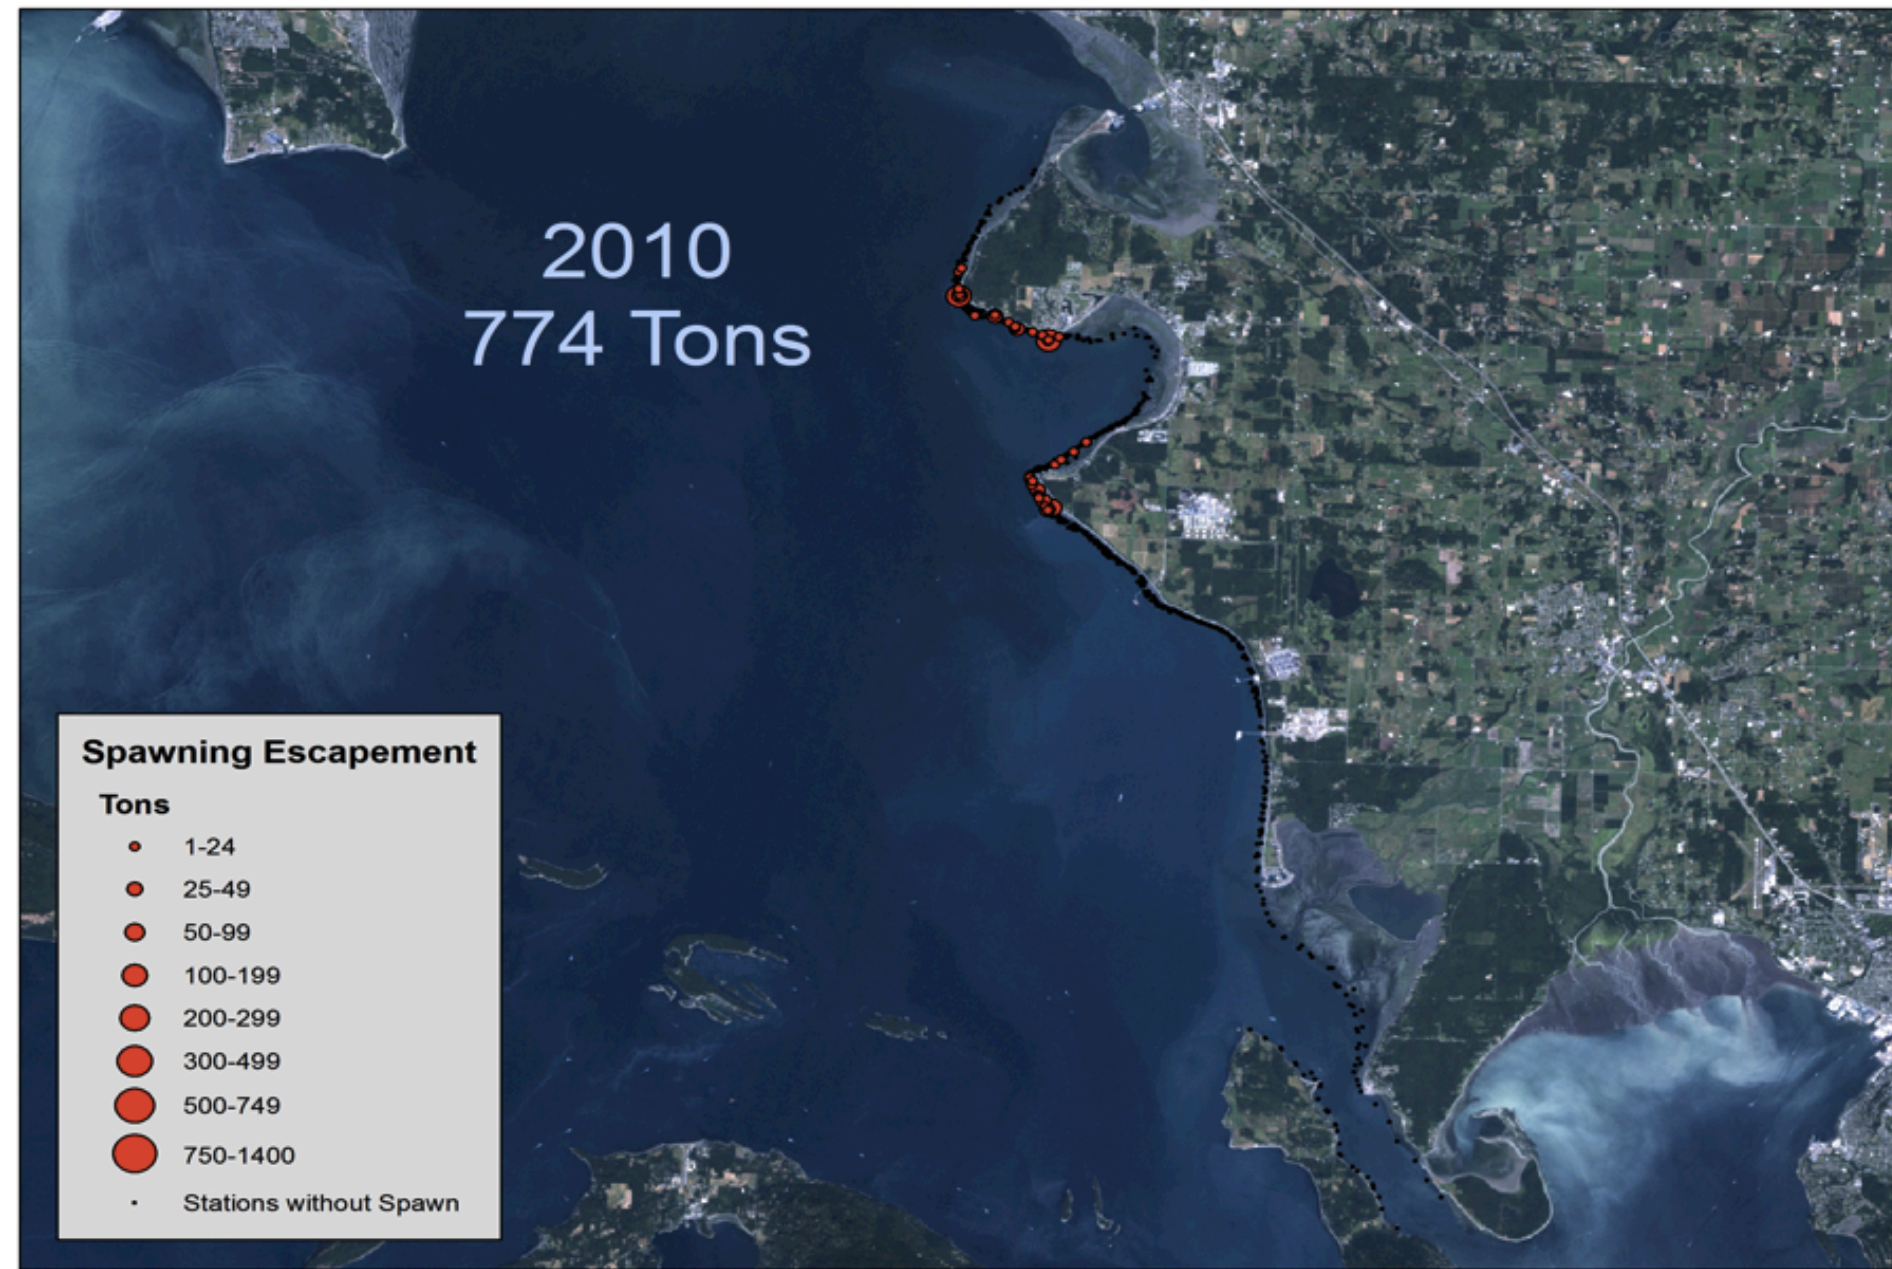 2010
774 Tons
Spawning Escapement
Tons
1-24
25-49
50-99
100-199
200-299
300-499
500-749
750-1400
Stations without Spawn